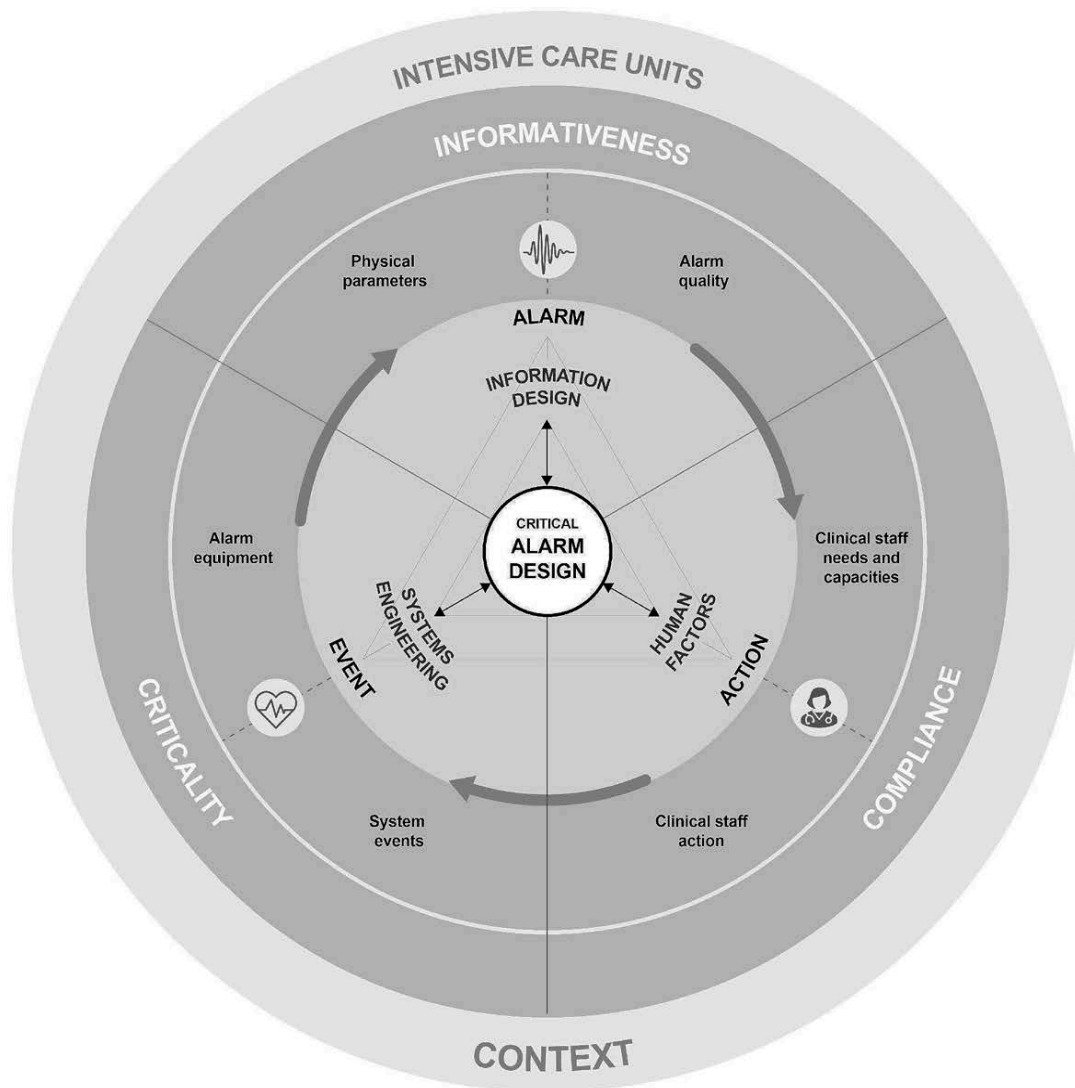 INTENSIVE CARE UNITS
INFORMATIVENESS
Physical
parameters
Alarm
quality
ALARM
INFORMATION
DESIGN
Alarm
equipment
CRITICAL
ALARM
DESIGN
Clinical staff
needs and
capacities
SYSTEMS
ENGINEERING
HUMAN
FACTORS
EVENT
ACTION
CRITICALITY
COMPLIANCE
System
events
Clinical staff
action
CONTEXT